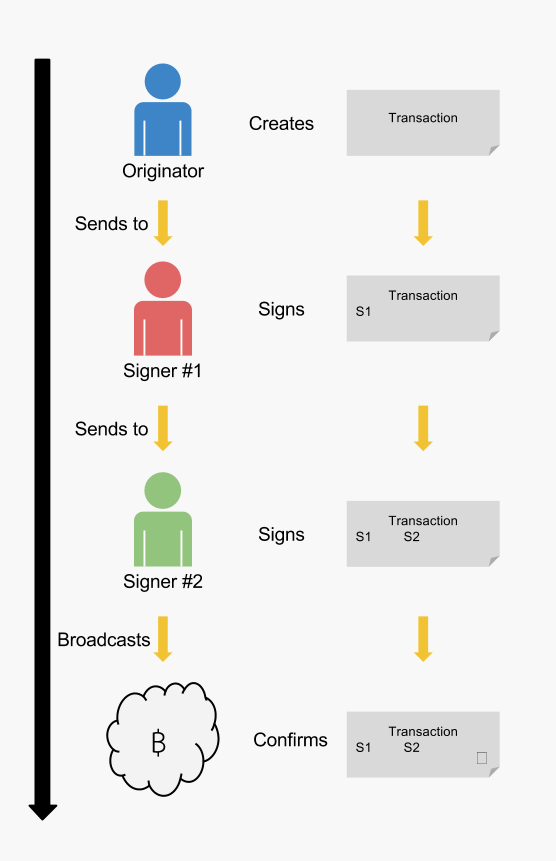 Creates
Transaction
Originator
Sends to
Signs
Transaction
S1
Signer #1
Sends to
Signs
Transaction
S1 S2
Signer #2
Broadcasts
Confirms
Transaction
S1 S2
฿